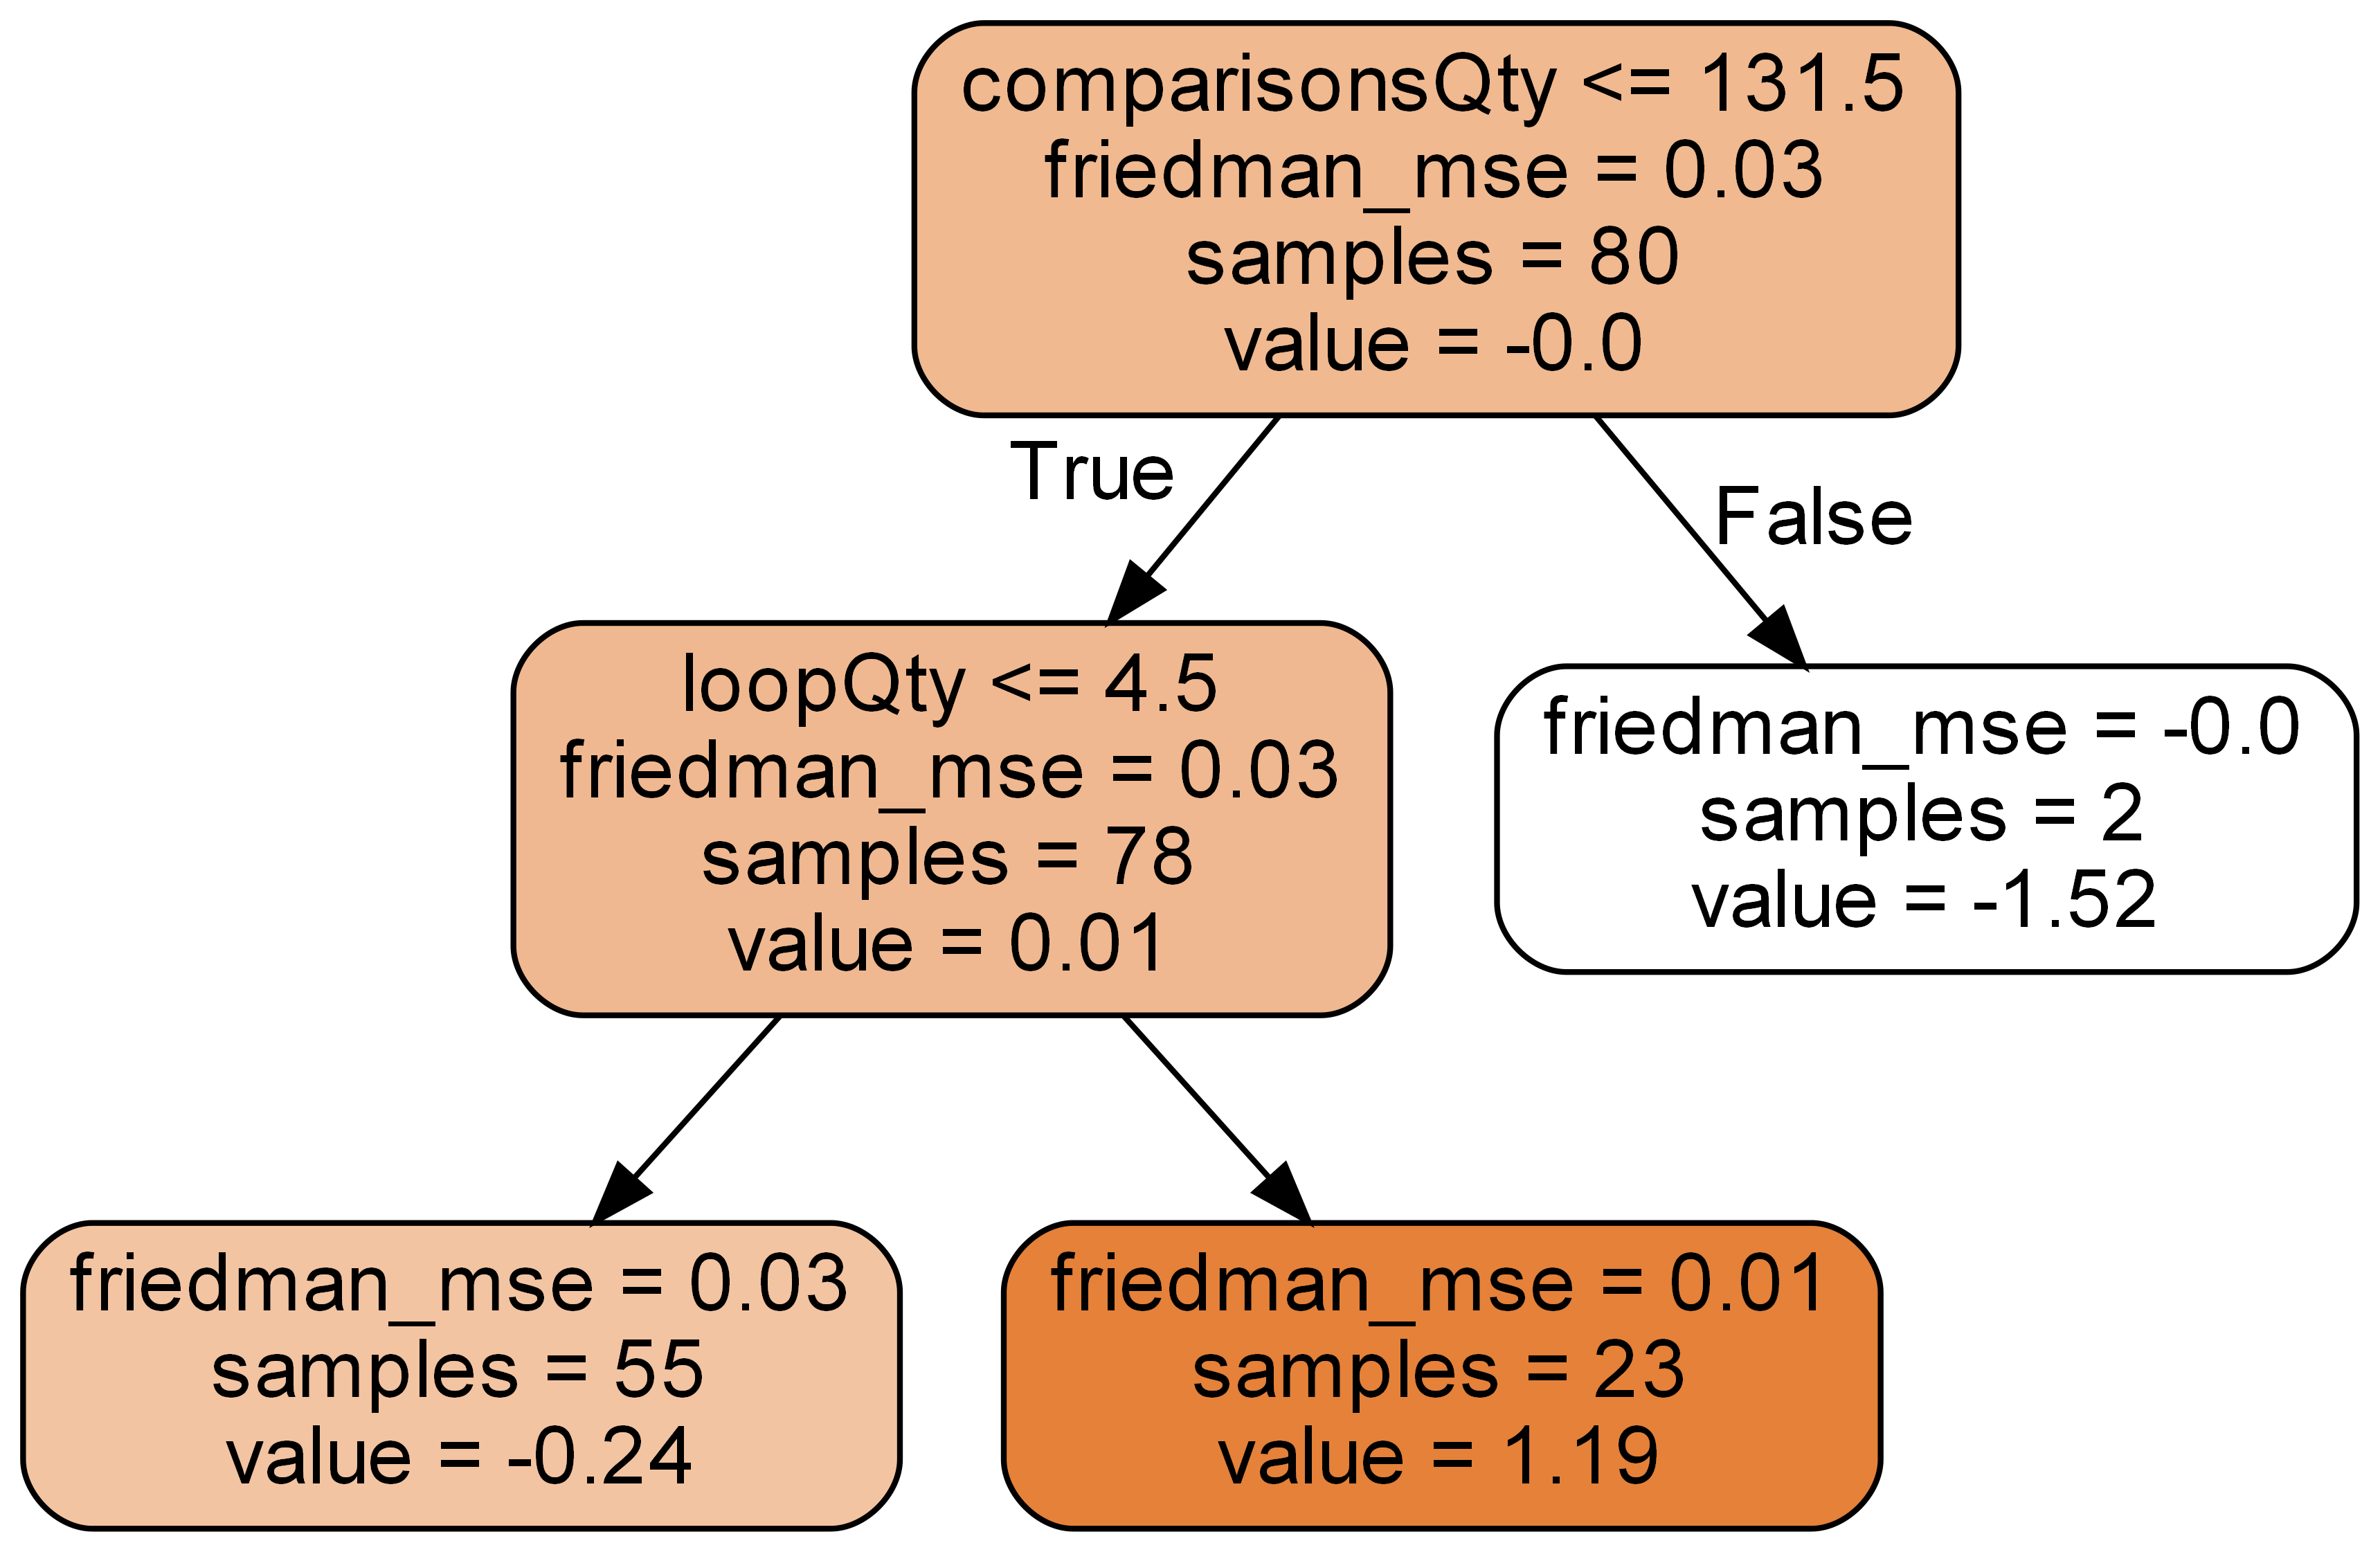 comparisonsQty <= 131.5
friedman_mse = 0.03
samples = 80
value = -0.0
True
False
loopQty <= 4.5
friedman_mse = 0.03
samples = 78
value = 0.01
friedman_mse = -0.0
samples = 2
value = -1.52
friedman_mse = 0.03
samples = 55
value = -0.24
friedman_mse = 0.01
samples = 23
value = 1.19